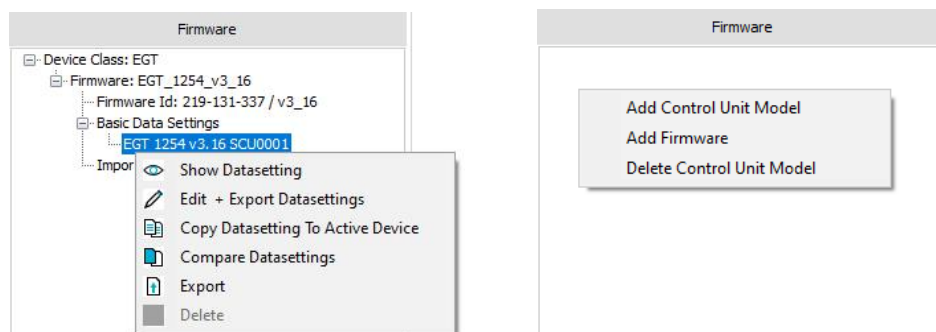 Firmware
Device Class: EGT
Firmware: EGT_1254_v3_16
Firmware Id: 219-131-337 / v3_16
Basic Data Settings
EGT 1254 v3.16 SCU0001
Impor
Show Datasetting
Edit + Export Datasettings
Copy Datasetting To Active Device
Compare Datasettings
Export
Delete
Firmware
Add Control Unit Model
Add Firmware
Delete Control Unit Model